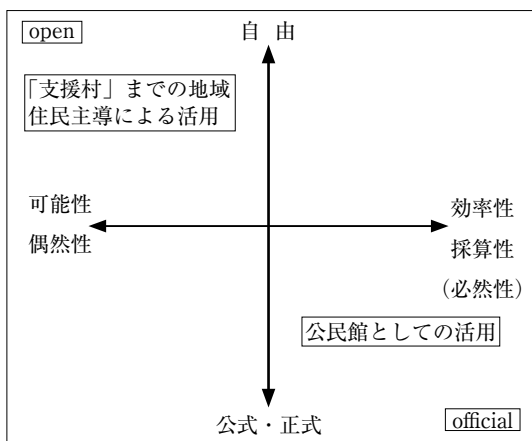 open
自 由
「支援村」までの地域
住民主導による活用
可能性
偶然性
効率性
採算性
(必然性)
公民館としての活用
公式・正式
official